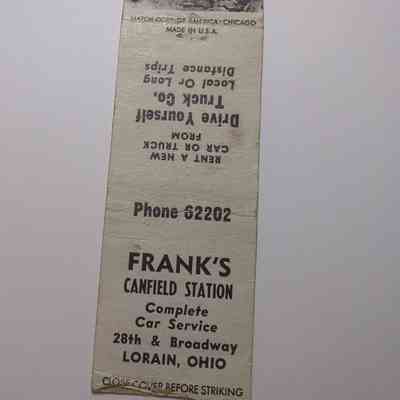 MATCH CORP. OF AMERICA, CHICAGO
MADE IN U.S.A.
RENT A NEW
CAR OR TRUCK
FROM
Drive Yourself
Truck Co.
Local Or Long
Distance Trips
Phone 62202
FRANK'S
CANFIELD STATION
Complete
Car Service
28th & Broadway
LORAIN, OHIO
CLOSE COVER BEFORE STRIKING